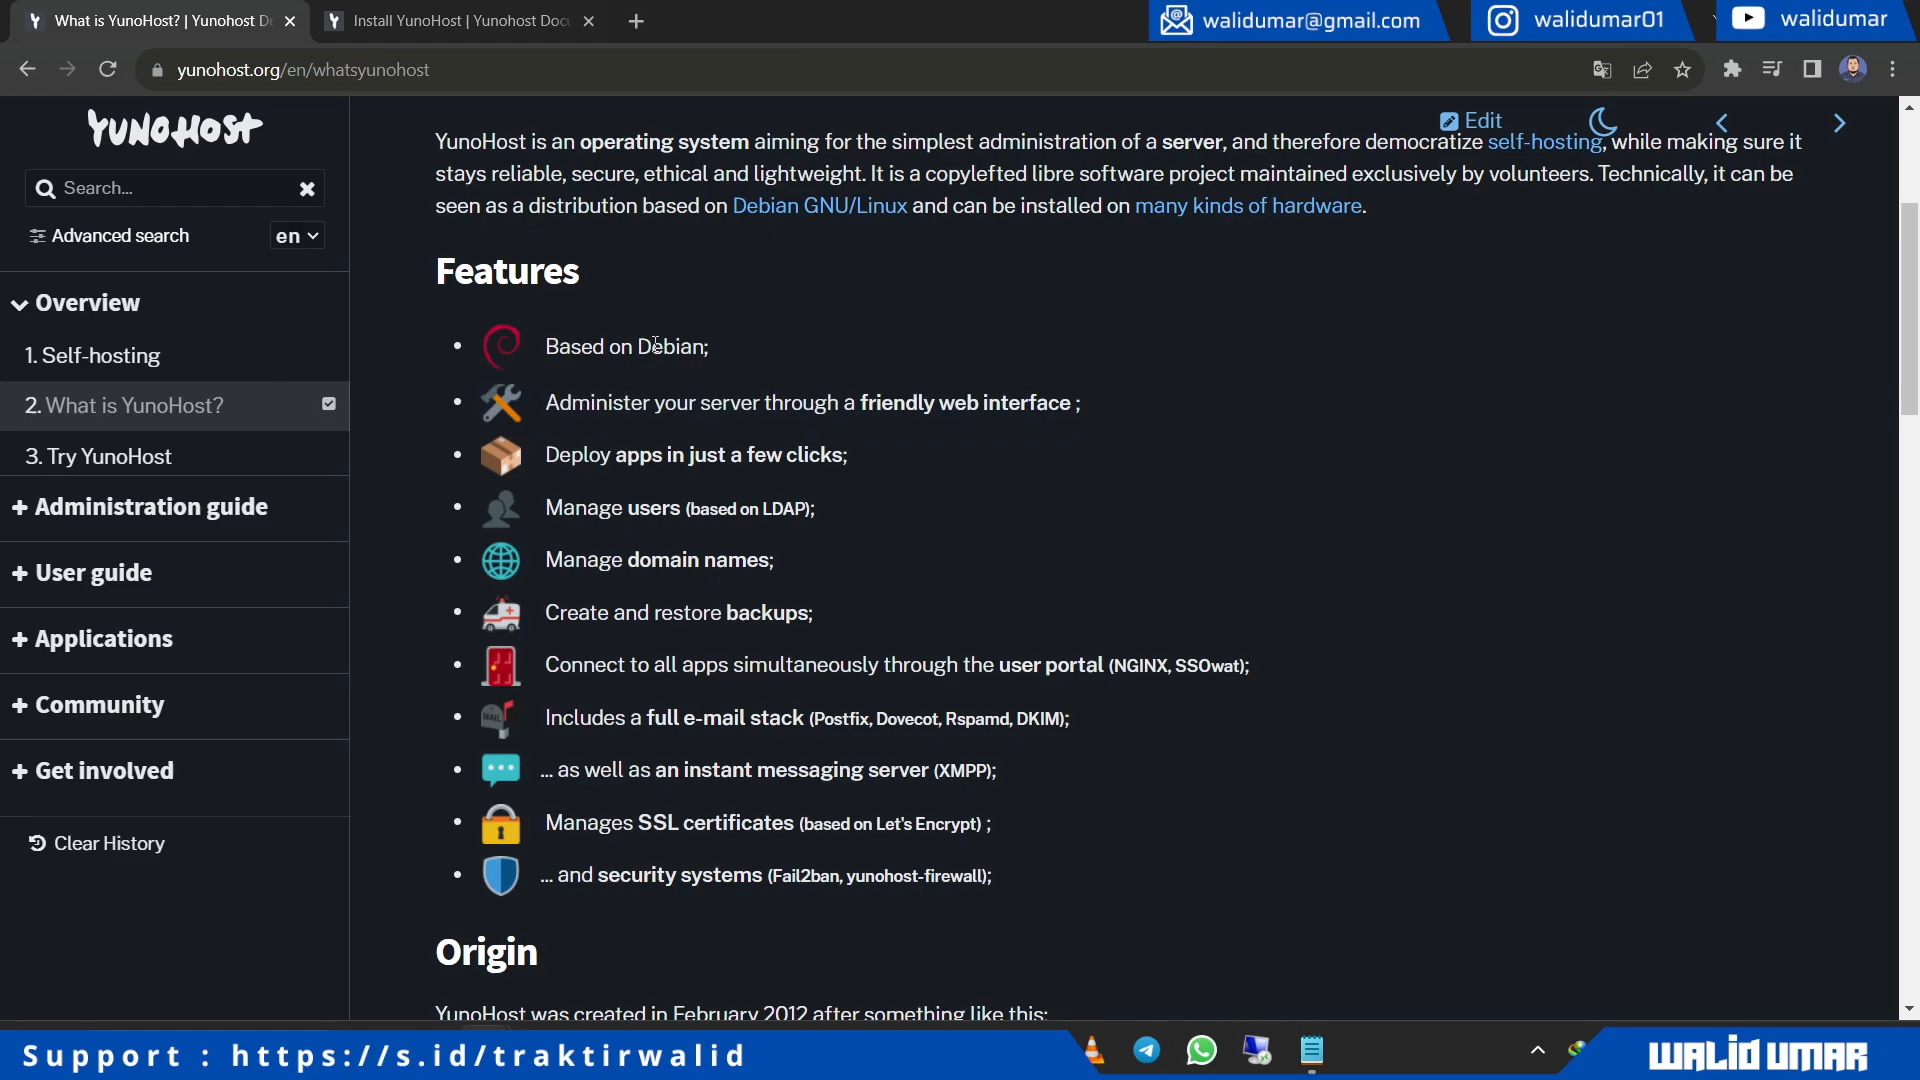 What is YunoHost? | Yunohost Do
Install YunoHost | Yunohost Docu
walidumar@gmail.com
walidumar01
walidumar
yunohost.org/en/whatsyunohost
YUNOHOST
Search...
Advanced search
en
Overview
1. Self-hosting
2. What is YunoHost?
3. Try YunoHost
Administration guide
User guide
Applications
Community
Get involved
Clear History
Edit
YunoHost is an operating system aiming for the simplest administration of a server, and therefore democratize self-hosting, while making sure it
stays reliable, secure, ethical and lightweight. It is a copylefted libre software project maintained exclusively by volunteers. Technically, it can be
seen as a distribution based on Debian GNU/Linux and can be installed on many kinds of hardware.
Features
Based on Debian;
Administer your server through a friendly web interface ;
Deploy apps in just a few clicks;
Manage users (based on LDAP);
Manage domain names;
Create and restore backups;
Connect to all apps simultaneously through the user portal (NGINX, SSOwat);
MAIL
Includes a full e-mail stack (Postfix, Dovecot, Rspamd, DKIM);
... as well as an instant messaging server (XMPP);
Manages SSL certificates (based on Let's Encrypt) ;
... and security systems (Fail2ban, yunohost-firewall);
Origin
YunoHost was created in February 2012 after something like this:
Support : https://s.id/traktirwalid
WALID UMAR